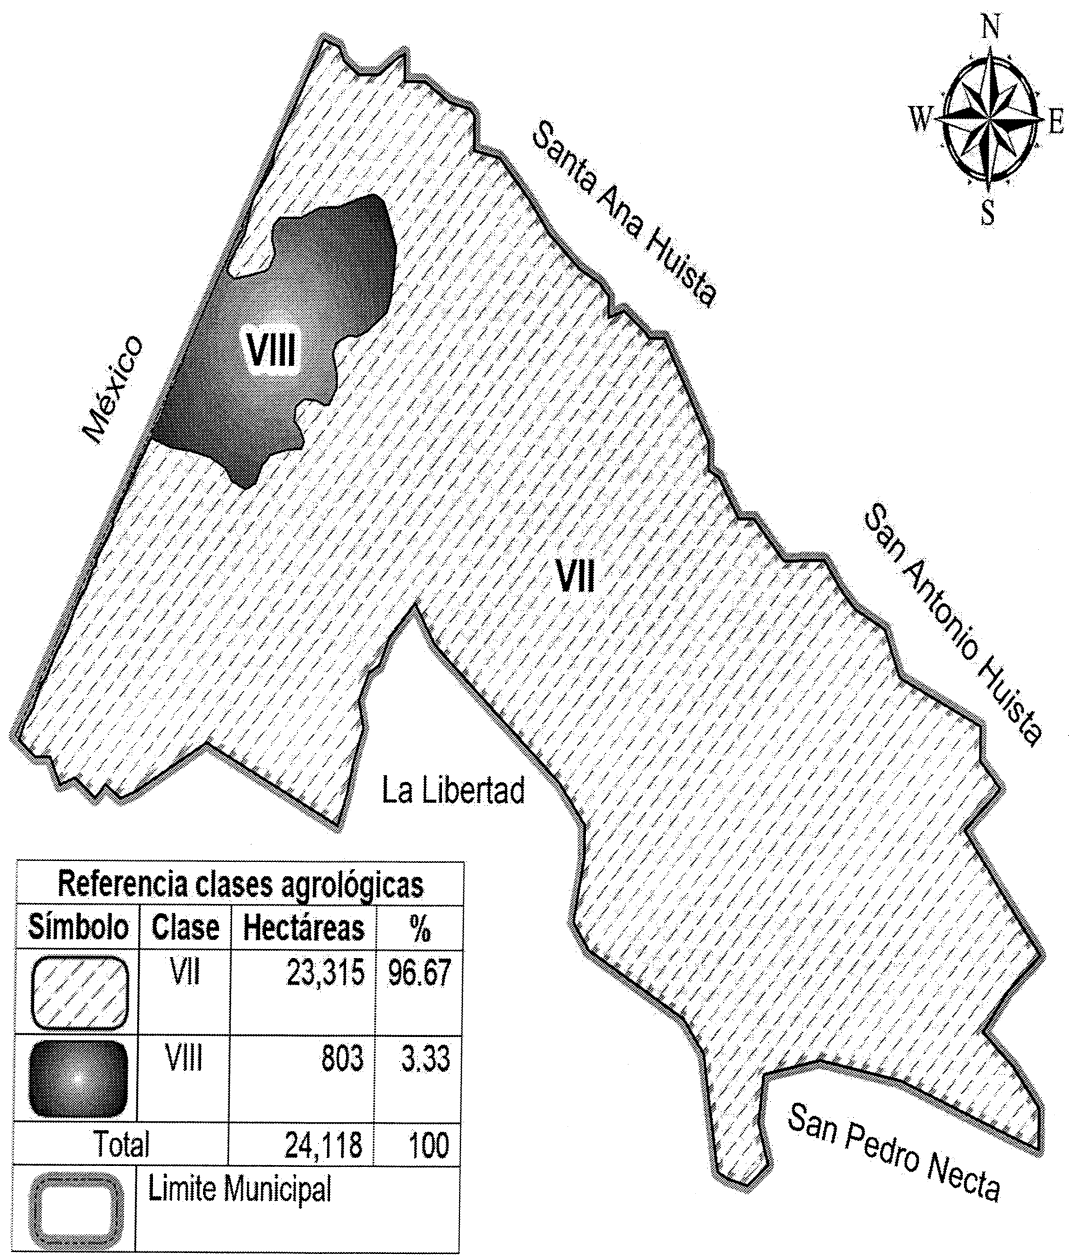 N
W E
S
Santa Ana Huista
México
VIII
San Antonio Huista
VII
La Libertad
Referencia clases agrológicas
Símbolo Clase Hectáreas %
VII 23,315 96.67
VIII 803 3.33
Total 24,118 100
Limite Municipal
San Pedro Necta